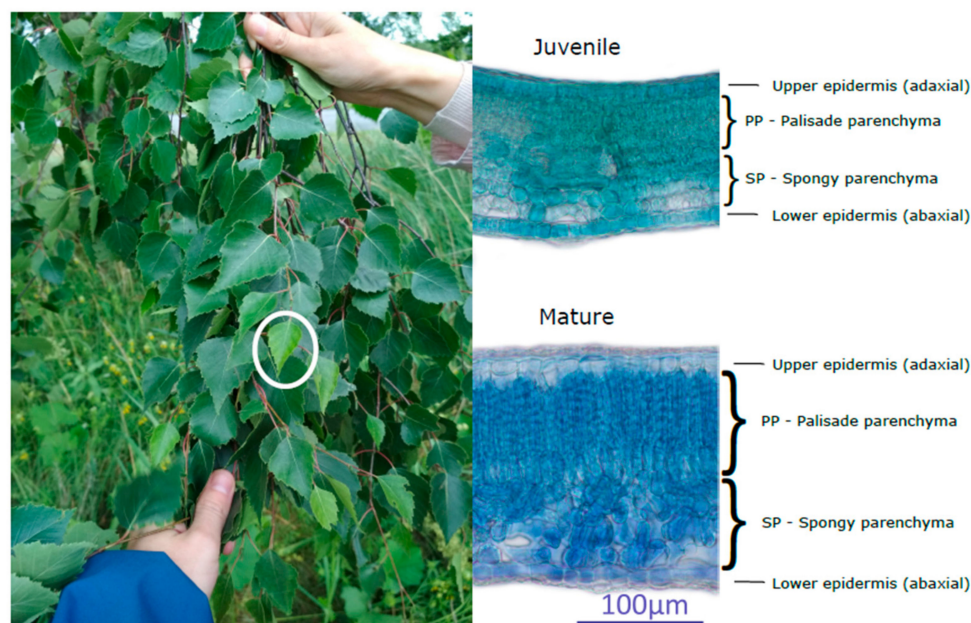 Juvenile
Upper epidermis (adaxial)
PP - Palisade parenchyma
SP - Spongy parenchyma
Lower epidermis (abaxial)
Mature
Upper epidermis (adaxial)
PP - Palisade parenchyma
SP - Spongy parenchyma
Lower epidermis (abaxial)
100µm